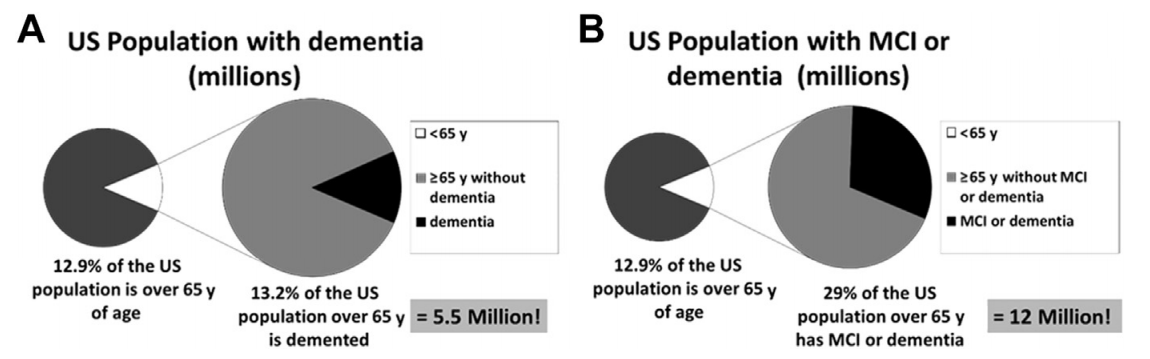 A
US Population with dementia
(millions)
<65 y
≥65 y without
dementia
dementia
12.9% of the US
population is over 65 y
of age
13.2% of the US
population over 65 y
is demented
= 5.5 Million!
B
US Population with MCI or
dementia (millions)
<65 y
≥65 y without MCI
or dementia
MCI or dementia
12.9% of the US
population is over 65 y
of age
29% of the US
population over 65 y
has MCI or dementia
= 12 Million!